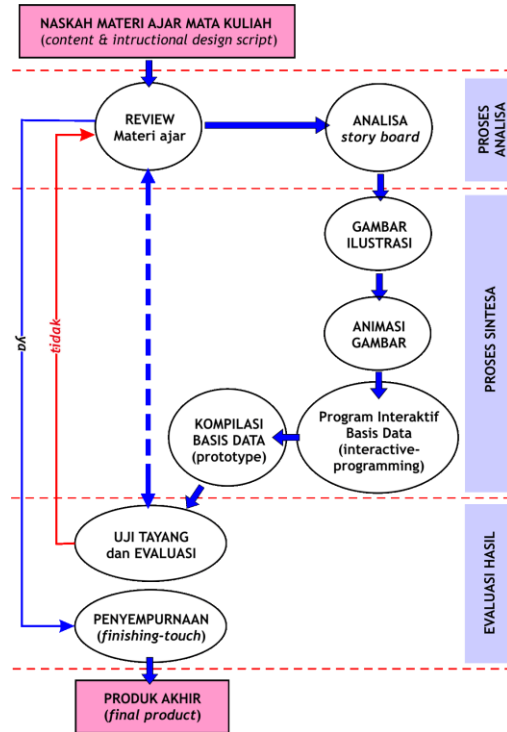 NASKAH MATERI AJAR MATA KULIAH
(content & intructional design script)
REVIEW
Materi ajar
ANALISA
story board
PROSES
ANALISA
GAMBAR
ILUSTRASI
ANIMASI
GAMBAR
Program Interaktif
Basis Data
(interactive-
programming)
KOMPILASI
BASIS DATA
(prototype)
PROSES SINTESA
ya
tidak
UJI TAYANG
dan EVALUASI
PENYEMPURNAAN
(finishing-touch)
EVALUASI HASIL
PRODUK AKHIR
(final product)